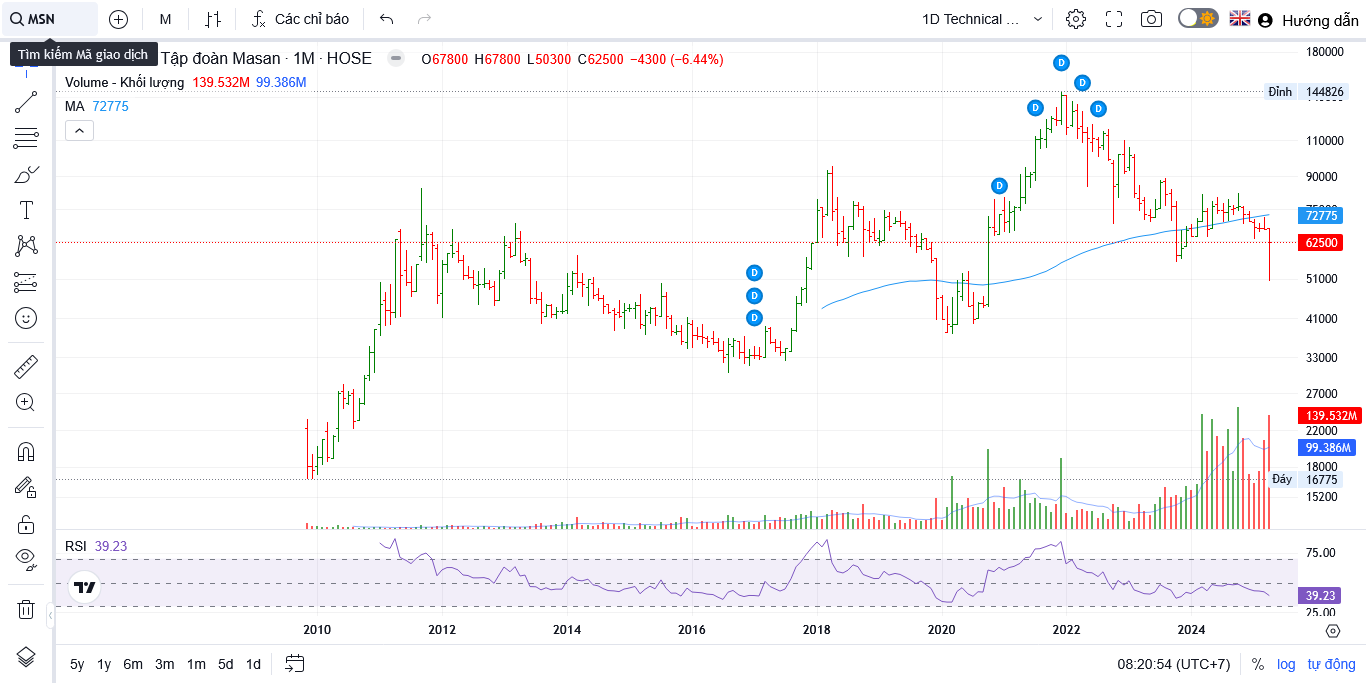 MSN
M
Các chỉ báo
1D Technical ...
Hướng dẫn
Tìm kiếm Mã giao dịch
Tập đoàn Masan · 1M · HOSE
O67800 H67800 L50300 C62500 −4300 (−6.44%)
Volume - Khối lượng 139.532M 99.386M
MA 72775
180000
Đỉnh 144826
110000
90000
72775
62500
51000
41000
33000
27000
139.532M
22000
99.386M
18000
Đáy 16775
15200
D
D
D
D
D
D
D
D
RSI 39.23
75.00
39.23
25.00
2010 2012 2014 2016 2018 2020 2022 2024
5y 1y 6m 3m 1m 5d 1d
08:20:54 (UTC+7)
% log tự động